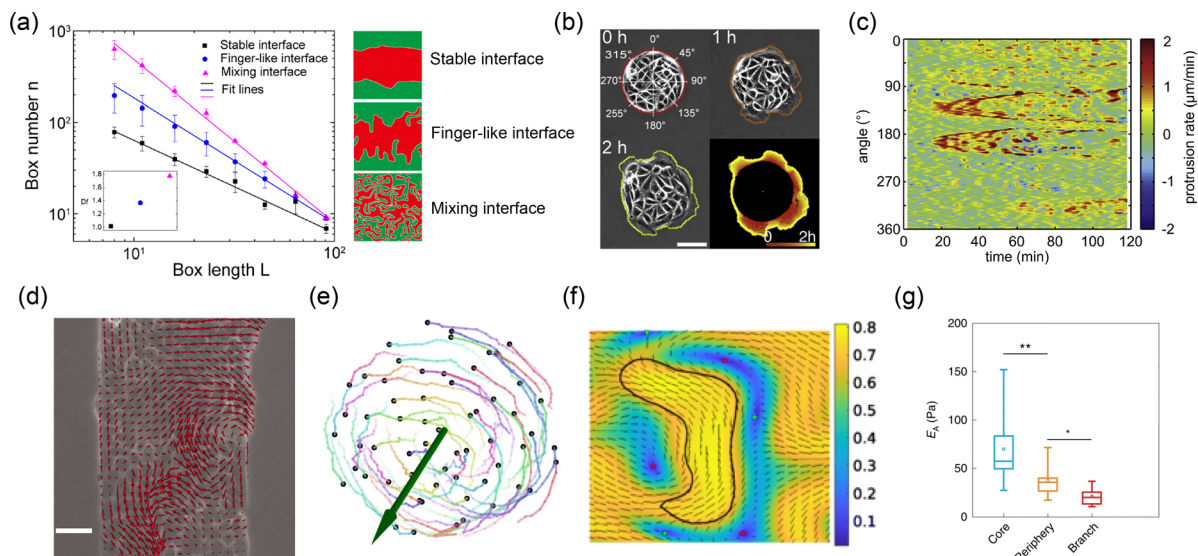 (a)
Box number n
10³
10²
10¹
Stable interface
Finger-like interface
Mixing interface
Fit lines
Df
1.8
1.6
1.4
1.2
1.0
10¹
10²
Box length L
Stable interface
Finger-like interface
Mixing interface
(b)
0 h
0°
315°
45°
270°
90°
255°
135°
180°
1 h
2 h
0
2h
(c)
angle (°)
0
90
180
270
360
0
20
40
60
80
100
120
time (min)
2
1
0
-1
-2
protrusion rate (µm/min)
(d)
(e)
(f)
0.8
0.7
0.6
0.5
0.4
0.3
0.2
0.1
(g)
E_A (Pa)
200
150
100
50
0
**
*
Core
Periphery
Branch